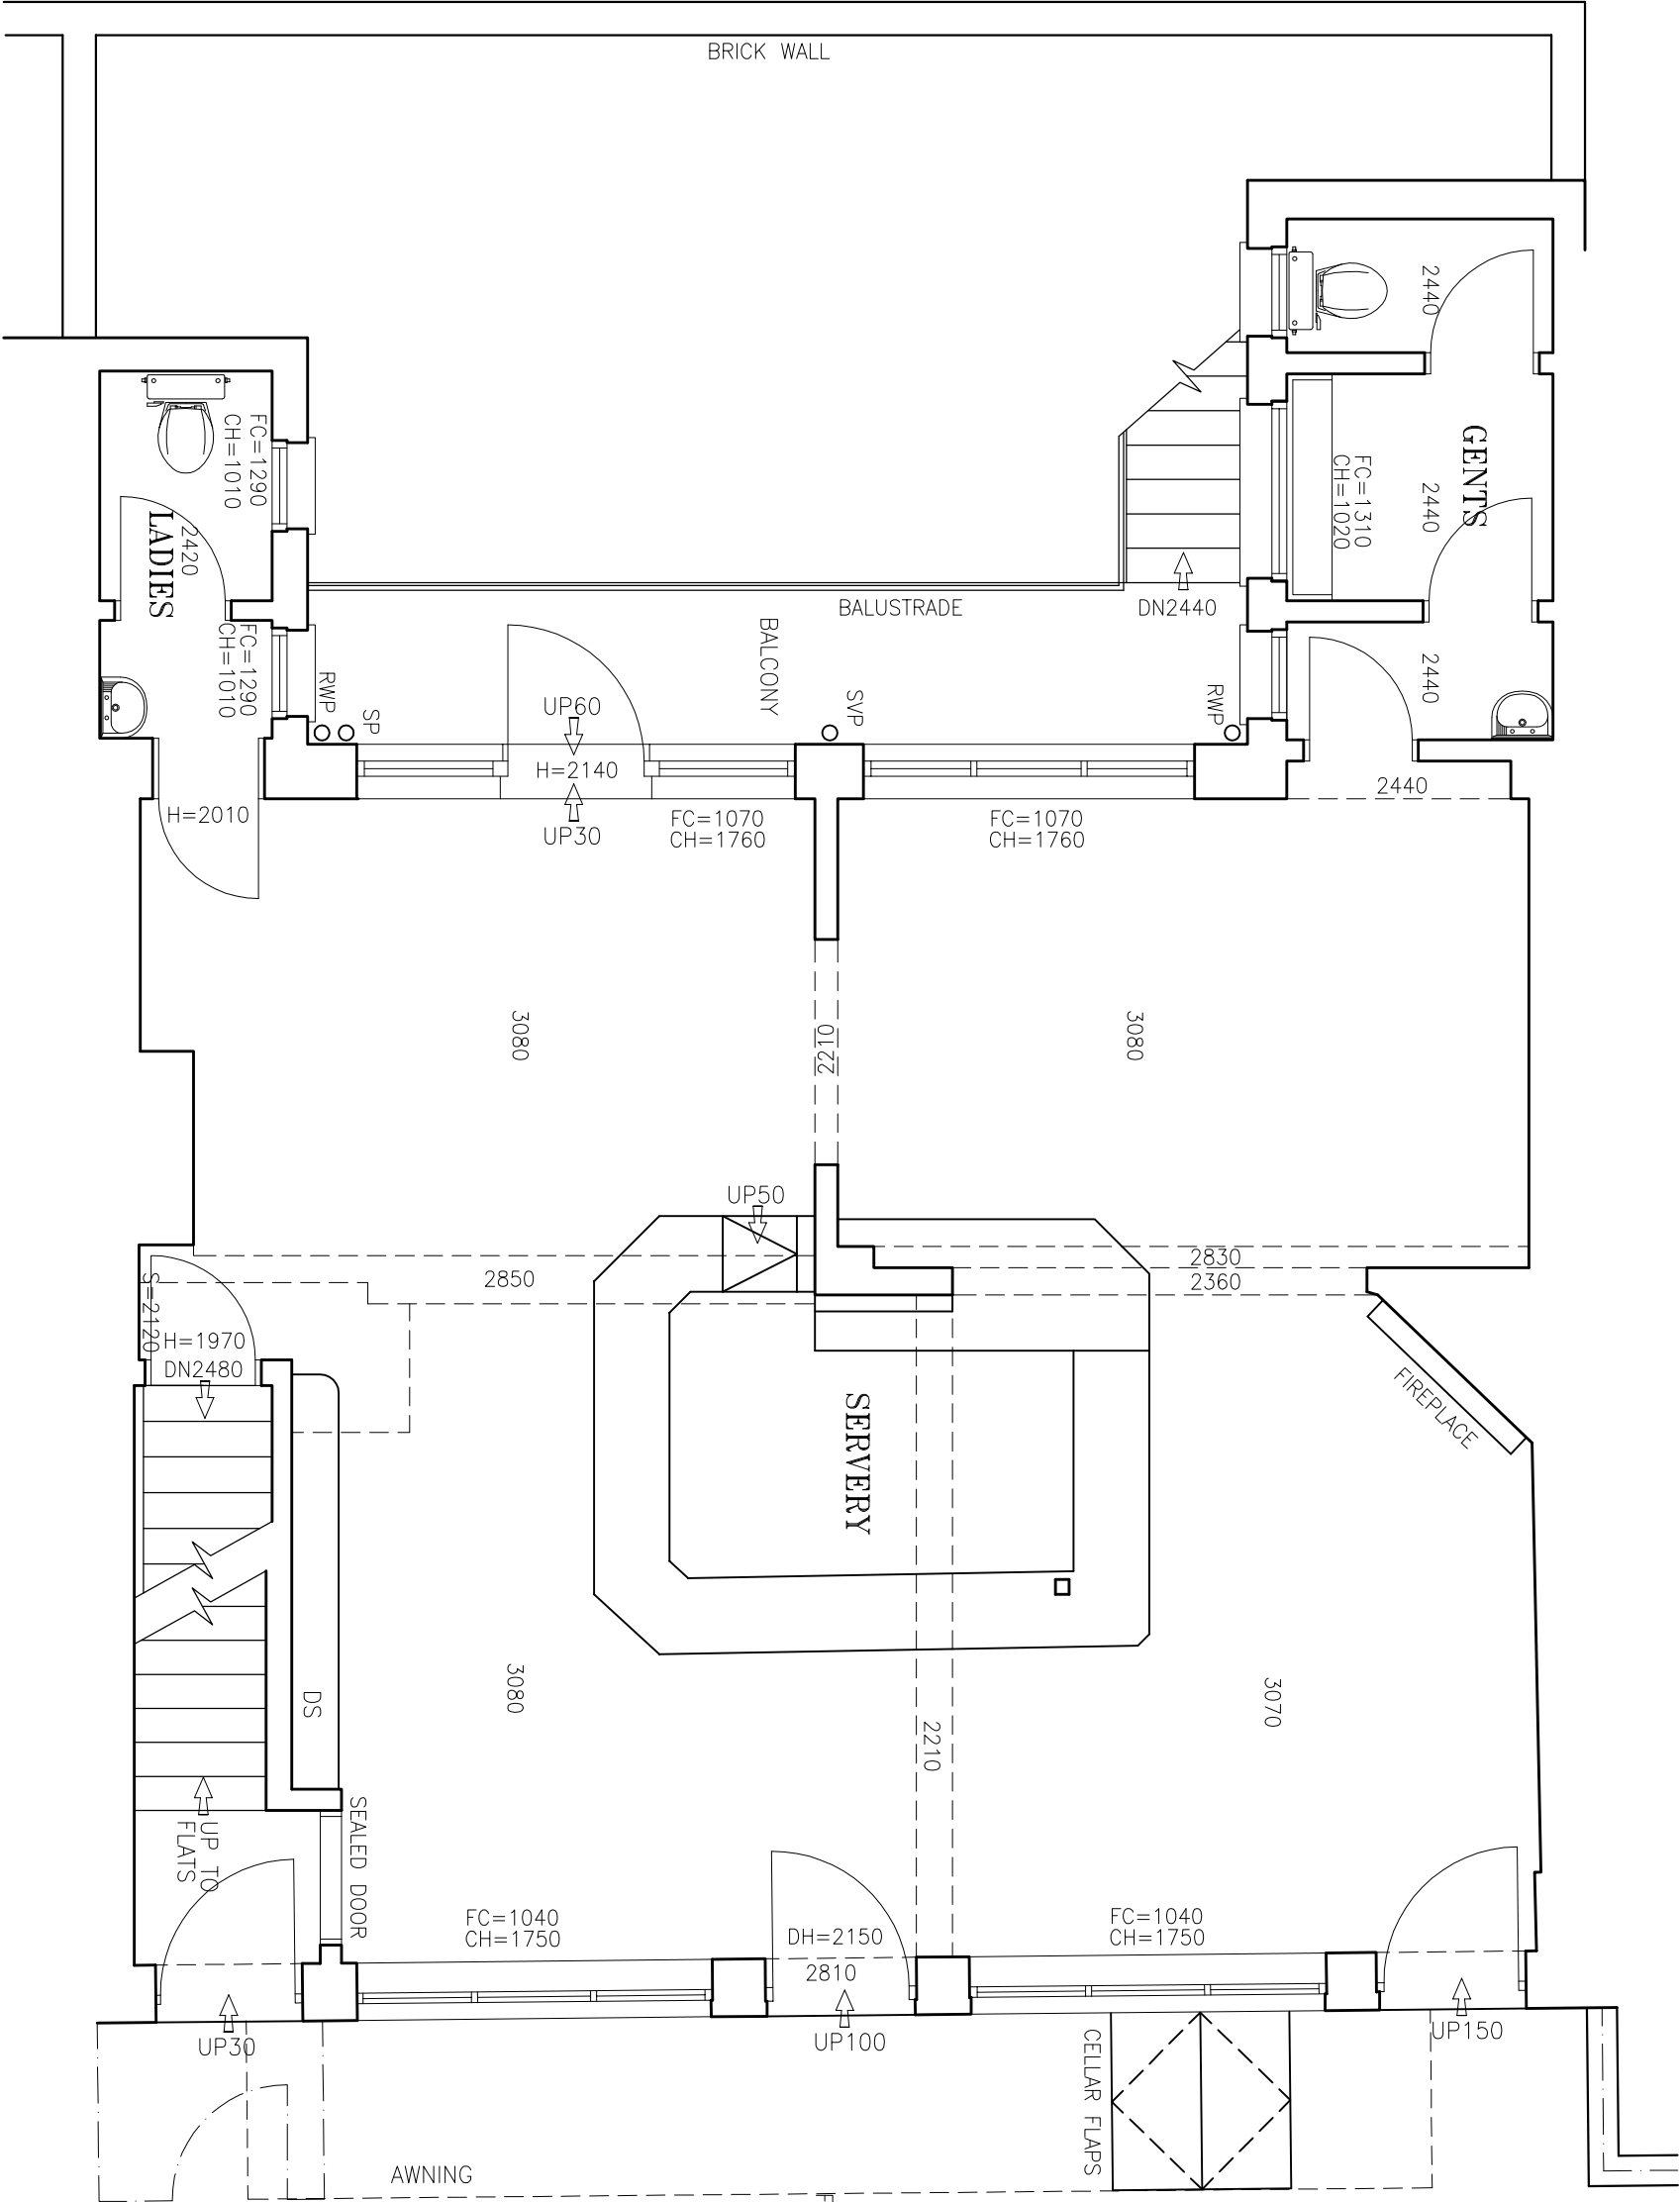 BRICK WALL
2440
GENTS
FC=1310
CH=1020
2440
FC=1290
CH=1010
2420
LADIES
BALUSTRADE
DN2440
BALCONY
FC=1290
CH=1010
2440
RWP
SP
UP60
SVP
RWP
H=2140
2440
H=2010
UP30
FC=1070
CH=1760
FC=1070
CH=1760
3080
2210
3080
UP50
2850
2830
2360
S=2120
H=1970
DN2480
FIREPLACE
SERVERY
3080
3070
DS
2210
UP TO
FLATS
SEALED DOOR
FC=1040
CH=1750
DH=2150
2810
FC=1040
CH=1750
UP30
UP100
UP150
CELLAR FLAPS
AWNING